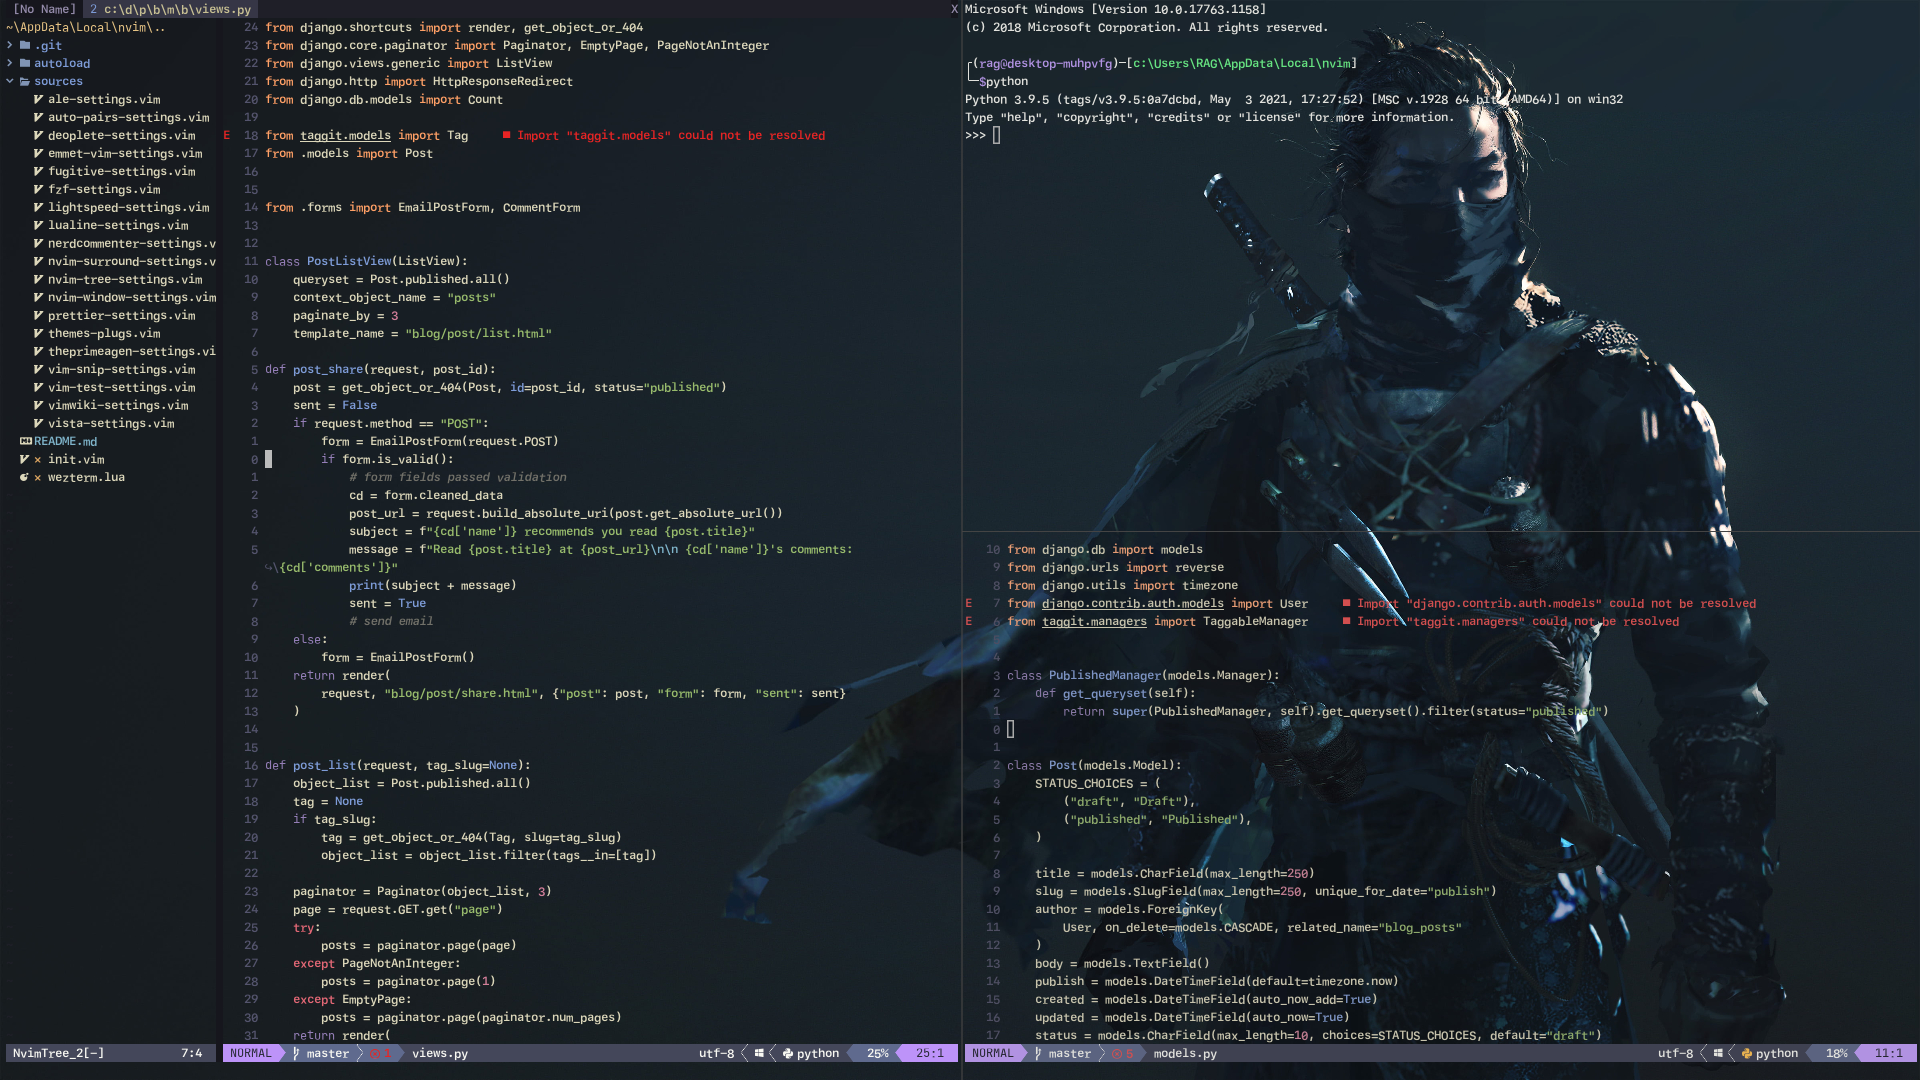 [No Name] 2 c:\d\p\b\m\b\views.py X
~\AppData\Local\nvim\..
.git
autoload
sources
ale-settings.vim
auto-pairs-settings.vim
deoplete-settings.vim
emmet-vim-settings.vim
fugitive-settings.vim
fzf-settings.vim
lightspeed-settings.vim
lualine-settings.vim
nerdcommenter-settings.v
nvim-surround-settings.v
nvim-tree-settings.vim
nvim-window-settings.vim
prettier-settings.vim
themes-plugs.vim
theprimeagen-settings.vi
vim-snip-settings.vim
vim-test-settings.vim
vimwiki-settings.vim
vista-settings.vim
README.md
× init.vim
× wezterm.lua
NvimTree_2[-] 7:4
24 from django.shortcuts import render, get_object_or_404
23 from django.core.paginator import Paginator, EmptyPage, PageNotAnInteger
22 from django.views.generic import ListView
21 from django.http import HttpResponseRedirect
20 from django.db.models import Count
19
E 18 from taggit.models import Tag ■ Import "taggit.models" could not be resolved
17 from .models import Post
16
15
14 from .forms import EmailPostForm, CommentForm
13
12
11 class PostListView(ListView):
10 queryset = Post.published.all()
9 context_object_name = "posts"
8 paginate_by = 3
7 template_name = "blog/post/list.html"
6
5 def post_share(request, post_id):
4 post = get_object_or_404(Post, id=post_id, status="published")
3 sent = False
2 if request.method == "POST":
1 form = EmailPostForm(request.POST)
0 if form.is_valid():
1 # form fields passed validation
2 cd = form.cleaned_data
3 post_url = request.build_absolute_uri(post.get_absolute_url())
4 subject = f"{cd['name']} recommends you read {post.title}"
5 message = f"Read {post.title} at {post_url}\n\n {cd['name']}'s comments:
↪\{cd['comments']}"
6 print(subject + message)
7 sent = True
8 # send email
9 else:
10 form = EmailPostForm()
11 return render(
12 request, "blog/post/share.html", {"post": post, "form": form, "sent": sent}
13 )
14
15
16 def post_list(request, tag_slug=None):
17 object_list = Post.published.all()
18 tag = None
19 if tag_slug:
20 tag = get_object_or_404(Tag, slug=tag_slug)
21 object_list = object_list.filter(tags__in=[tag])
22
23 paginator = Paginator(object_list, 3)
24 page = request.GET.get("page")
25 try:
26 posts = paginator.page(page)
27 except PageNotAnInteger:
28 posts = paginator.page(1)
29 except EmptyPage:
30 posts = paginator.page(paginator.num_pages)
31 return render(
NORMAL master 1 views.py utf-8 python 25% 25:1
Microsoft Windows [Version 10.0.17763.1158]
(c) 2018 Microsoft Corporation. All rights reserved.
┌(rag@desktop-muhpvfg)-[c:\Users\RAG\AppData\Local\nvim]
└─$python
Python 3.9.5 (tags/v3.9.5:0a7dcbd, May 3 2021, 17:27:52) [MSC v.1928 64 bit (AMD64)] on win32
Type "help", "copyright", "credits" or "license" for more information.
>>>
10 from django.db import models
9 from django.urls import reverse
8 from django.utils import timezone
E 7 from django.contrib.auth.models import User ■ Import "django.contrib.auth.models" could not be resolved
E 6 from taggit.managers import TaggableManager ■ Import "taggit.managers" could not be resolved
4
3 class PublishedManager(models.Manager):
2 def get_queryset(self):
1 return super(PublishedManager, self).get_queryset().filter(status="published")
0
1
2 class Post(models.Model):
3 STATUS_CHOICES = (
4 ("draft", "Draft"),
5 ("published", "Published"),
6 )
7
8 title = models.CharField(max_length=250)
9 slug = models.SlugField(max_length=250, unique_for_date="publish")
10 author = models.ForeignKey(
11 User, on_delete=models.CASCADE, related_name="blog_posts"
12 )
13 body = models.TextField()
14 publish = models.DateTimeField(default=timezone.now)
15 created = models.DateTimeField(auto_now_add=True)
16 updated = models.DateTimeField(auto_now=True)
17 status = models.CharField(max_length=10, choices=STATUS_CHOICES, default="draft")
NORMAL master 5 models.py utf-8 python 18% 11:1